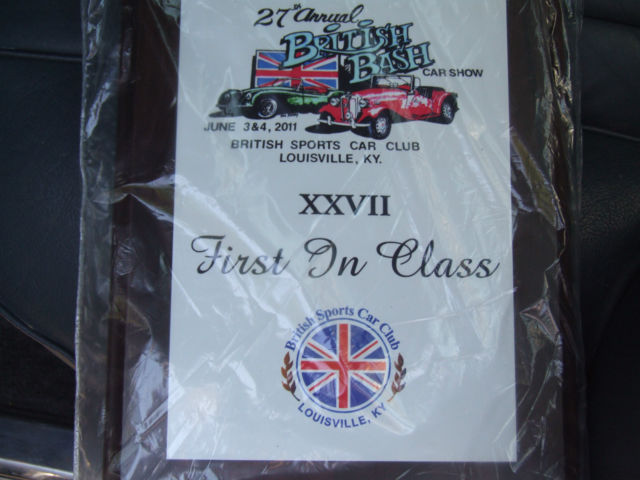 27th Annual
British
Bash
CAR SHOW
JUNE 3&4, 2011
BRITISH SPORTS CAR CLUB
LOUISVILLE, KY.
XXVII
First In Class
British Sports Car Club
LOUISVILLE, KY